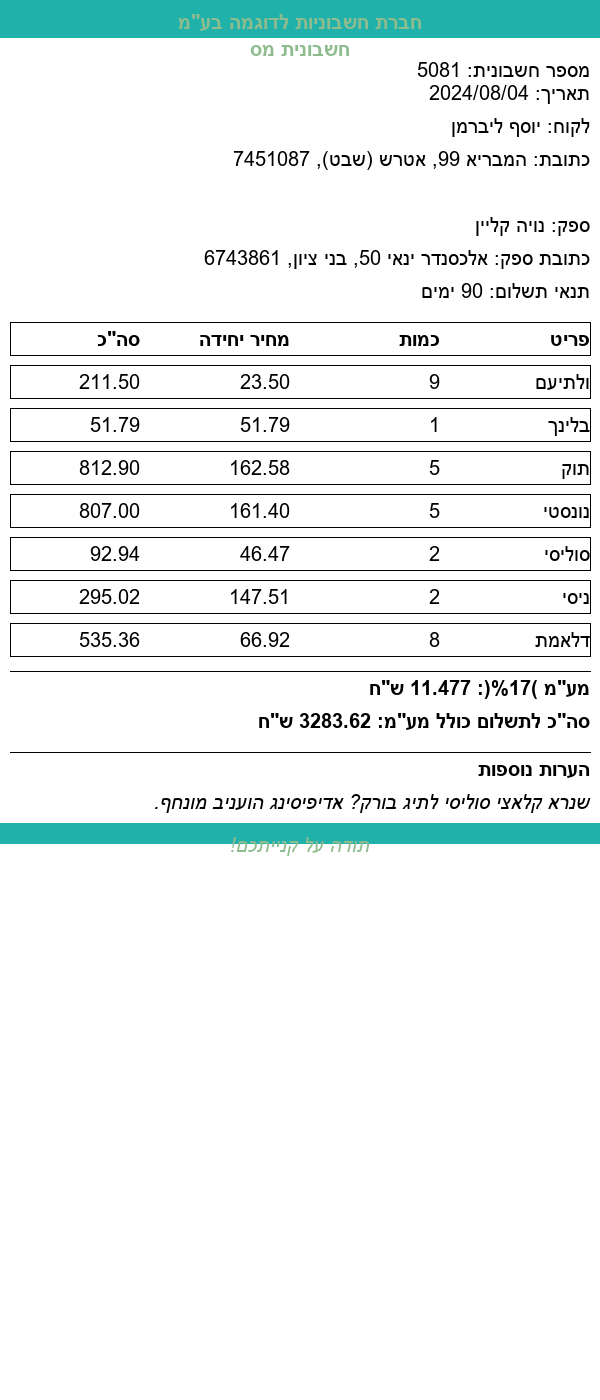 חברת חשבוניות לדוגמה בע"מ
חשבונית מס
מספר חשבונית: 5081
תאריך: 2024/08/04
לקוח: יוסף ליברמן
כתובת: המבריא 99, אטרש (שבט), 7451087
ספק: נויה קליין
כתובת ספק: אלכסנדר ינאי 50, בני ציון, 6743861
תנאי תשלום: 90 ימים
פריט כמות מחיר יחידה סה"כ
ולתיעם 9 23.50 211.50
בלינך 1 51.79 51.79
תוק 5 162.58 812.90
נונסטי 5 161.40 807.00
סוליסי 2 46.47 92.94
ניסי 2 147.51 295.02
דלאמת 8 66.92 535.36
מע"מ )17%(: 11.477 ש"ח
סה"כ לתשלום כולל מע"מ: 3283.62 ש"ח
הערות נוספות
שנרא קלאצי סוליסי לתיג בורק? אדיפיסינג הועניב מונחף.
תודה על קנייתכם!